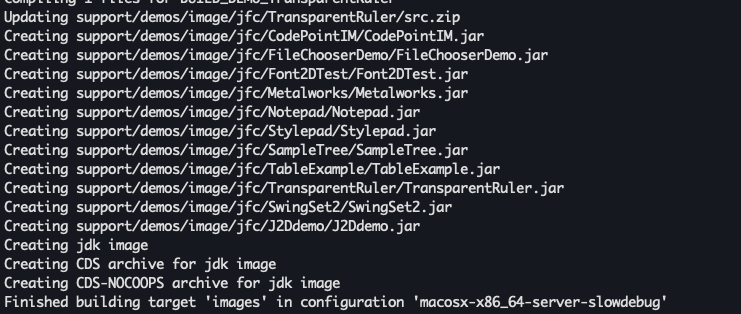 Compiling 1 files for BUILD_DEMO_TransparentRuler
Updating support/demos/image/jfc/TransparentRuler/src.zip
Creating support/demos/image/jfc/CodePointIM/CodePointIM.jar
Creating support/demos/image/jfc/FileChooserDemo/FileChooserDemo.jar
Creating support/demos/image/jfc/Font2DTest/Font2DTest.jar
Creating support/demos/image/jfc/Metalworks/Metalworks.jar
Creating support/demos/image/jfc/Notepad/Notepad.jar
Creating support/demos/image/jfc/Stylepad/Stylepad.jar
Creating support/demos/image/jfc/SampleTree/SampleTree.jar
Creating support/demos/image/jfc/TableExample/TableExample.jar
Creating support/demos/image/jfc/TransparentRuler/TransparentRuler.jar
Creating support/demos/image/jfc/SwingSet2/SwingSet2.jar
Creating support/demos/image/jfc/J2Ddemo/J2Ddemo.jar
Creating jdk image
Creating CDS archive for jdk image
Creating CDS-NOCOOPS archive for jdk image
Finished building target 'images' in configuration 'macosx-x86_64-server-slowdebug'